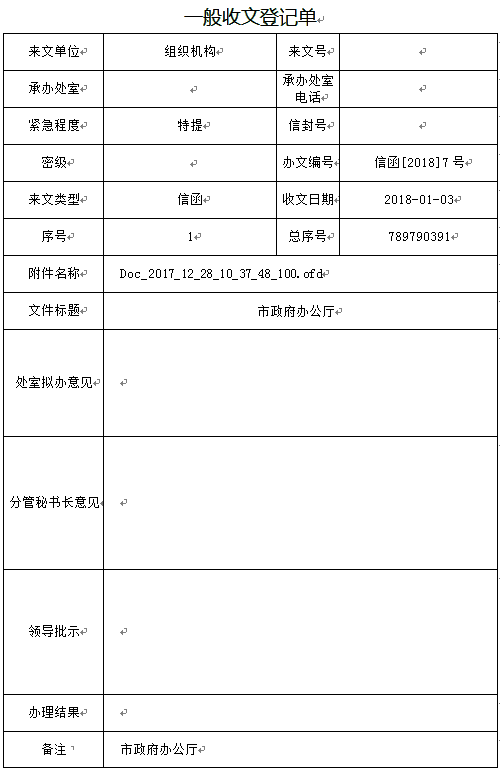 一般收文登记单
来文单位 组织机构 来文号
承办处室 承办处室
电话
紧急程度 特提 信封号
密级 办文编号 信函[2018]7 号
来文类型 信函 收文日期 2018-01-03
序号 1 总序号 789790391
附件名称 Doc_2017_12_28_10_37_48_100.ofd
文件标题 市政府办公厅
处室拟办意见
分管秘书长意见
领导批示
办理结果
备注 市政府办公厅